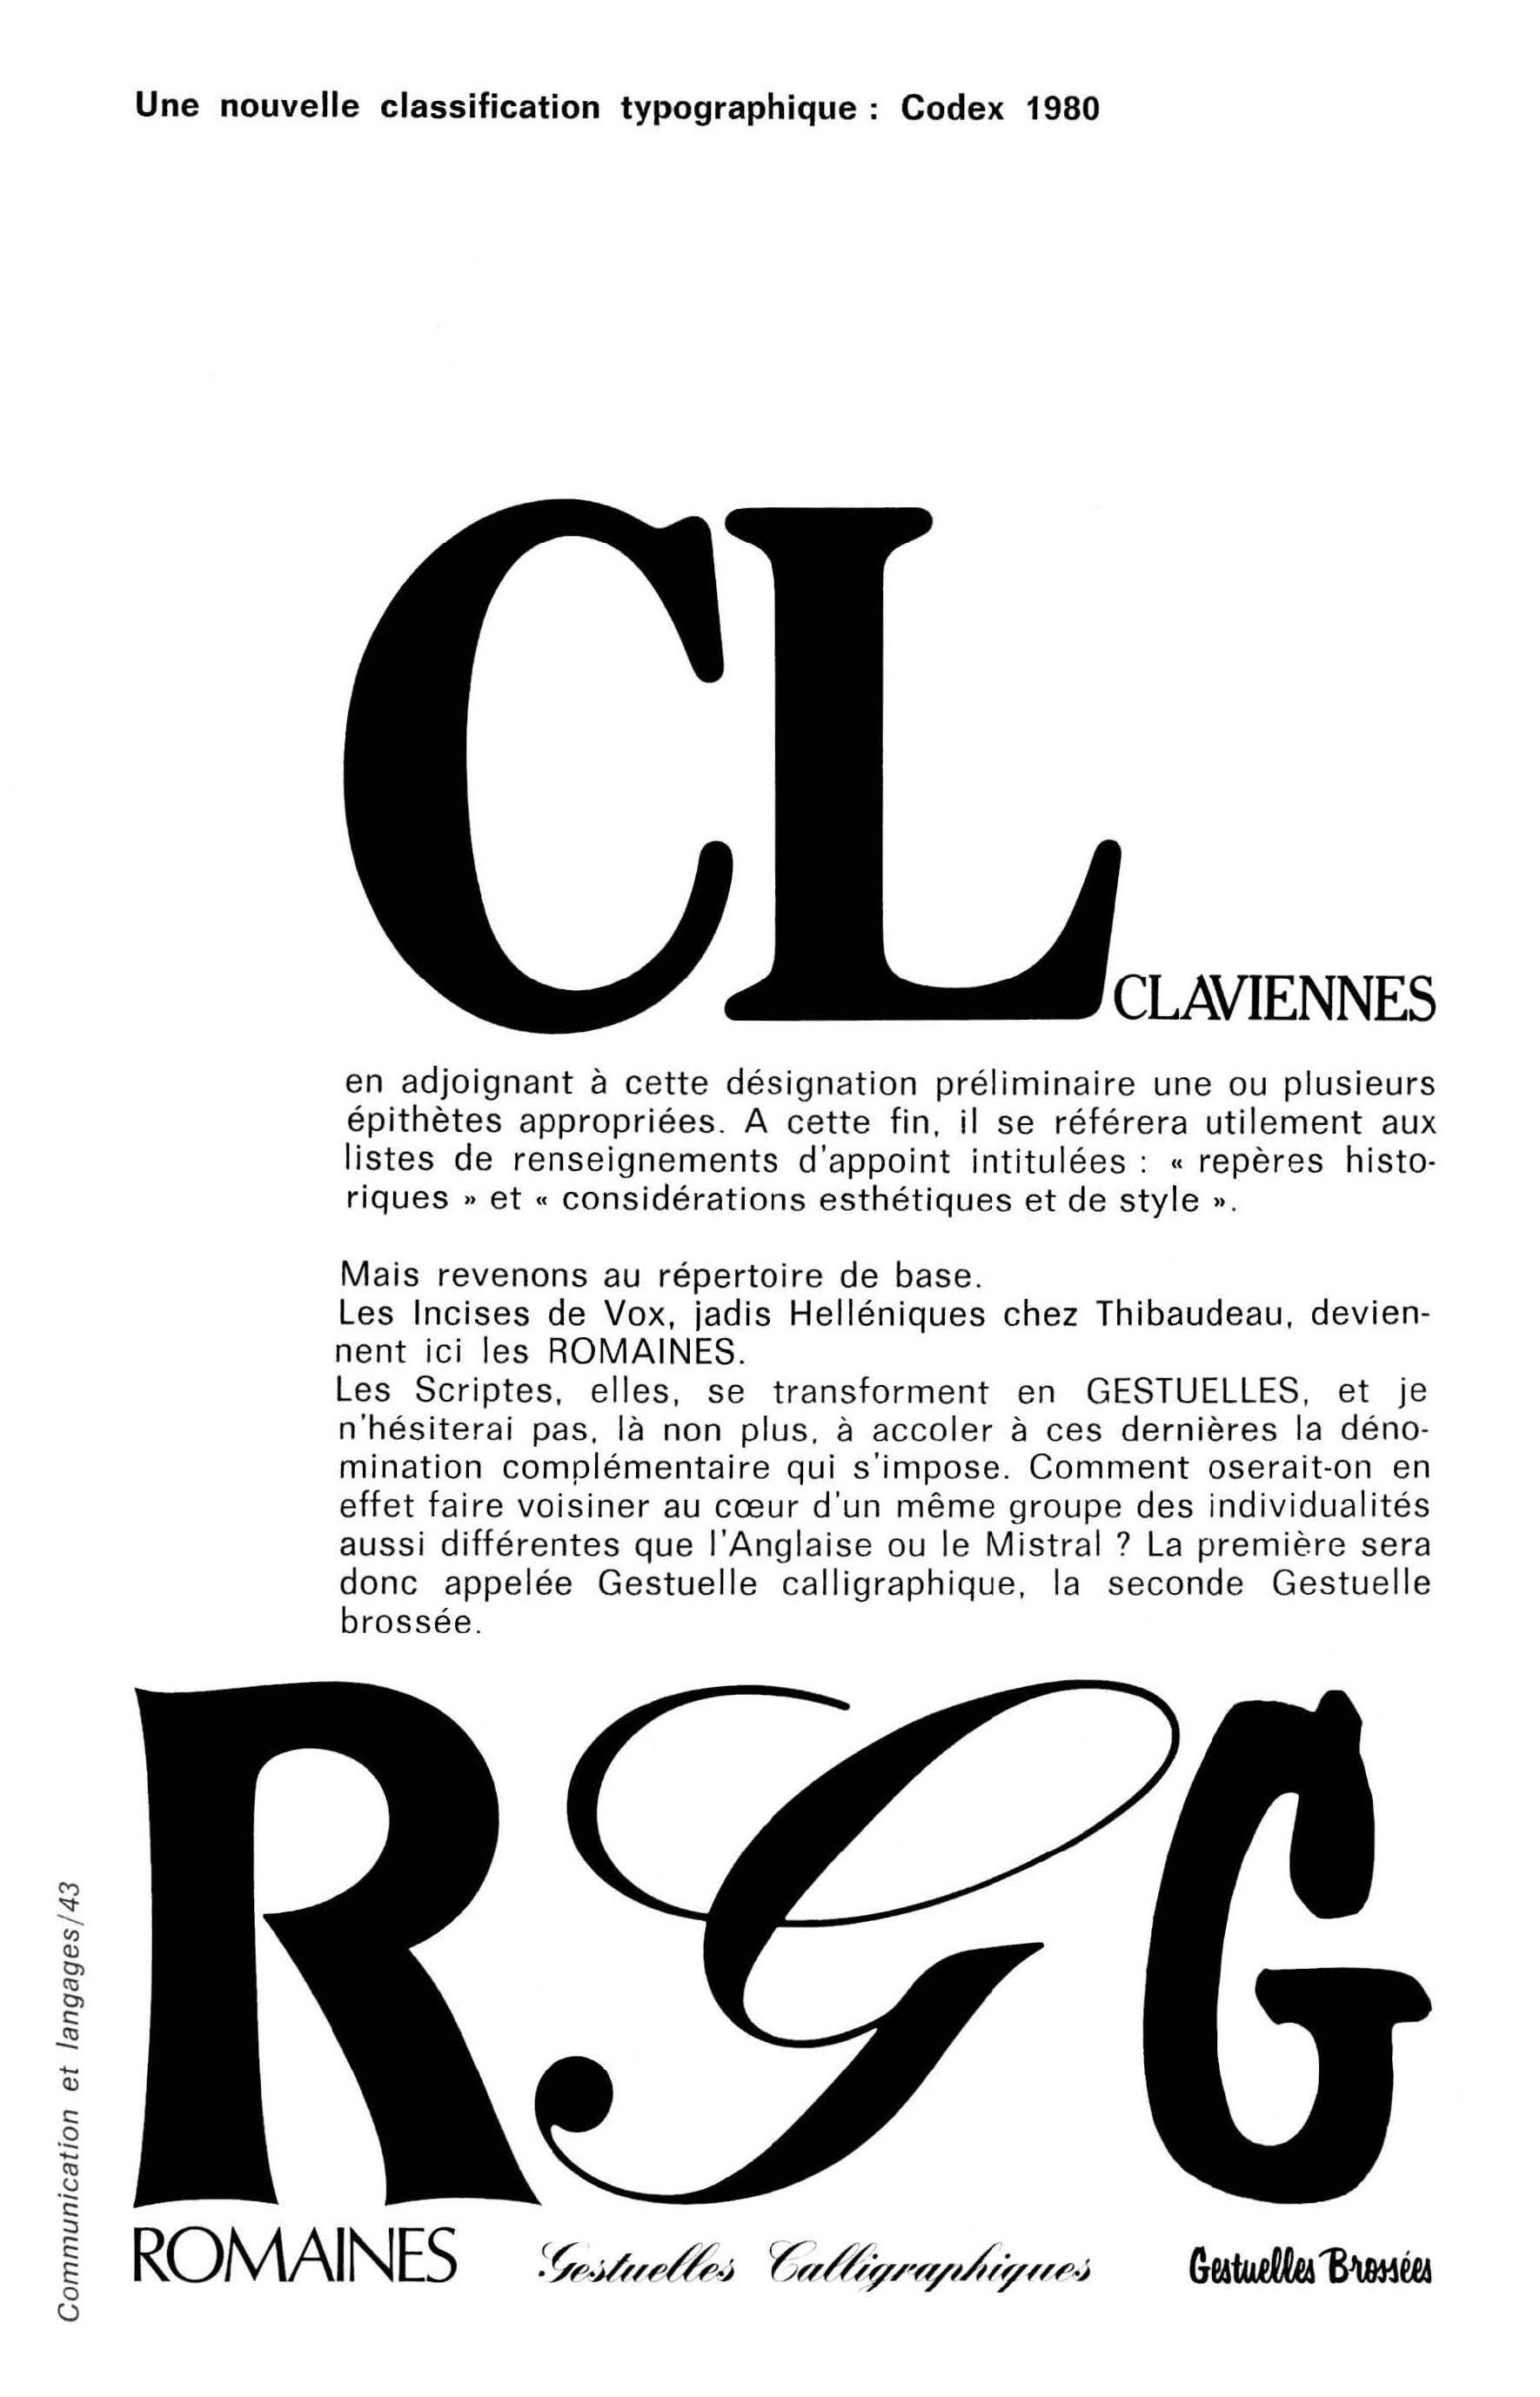 Une nouvelle classification typographique : Codex 1980
CL
CLAVIENNES
en adjoignant à cette désignation préliminaire une ou plusieurs
épithètes appropriées. A cette fin, il se référera utilement aux
listes de renseignements d'appoint intitulées : « repères histo-
riques » et « considérations esthétiques et de style ».
Mais revenons au répertoire de base.
Les Incises de Vox, jadis Helléniques chez Thibaudeau, devien-
nent ici les ROMAINES.
Les Scriptes, elles, se transforment en GESTUELLES, et je
n'hésiterai pas, là non plus, à accoler à ces dernières la déno-
mination complémentaire qui s'impose. Comment oserait-on en
effet faire voisiner au cœur d'un même groupe des individualités
aussi différentes que l'Anglaise ou le Mistral ? La première sera
donc appelée Gestuelle calligraphique, la seconde Gestuelle
brossée.
R G G
ROMAINES Gestuelles Calligraphiques Gestuelles Brossées
Communication et langages/43